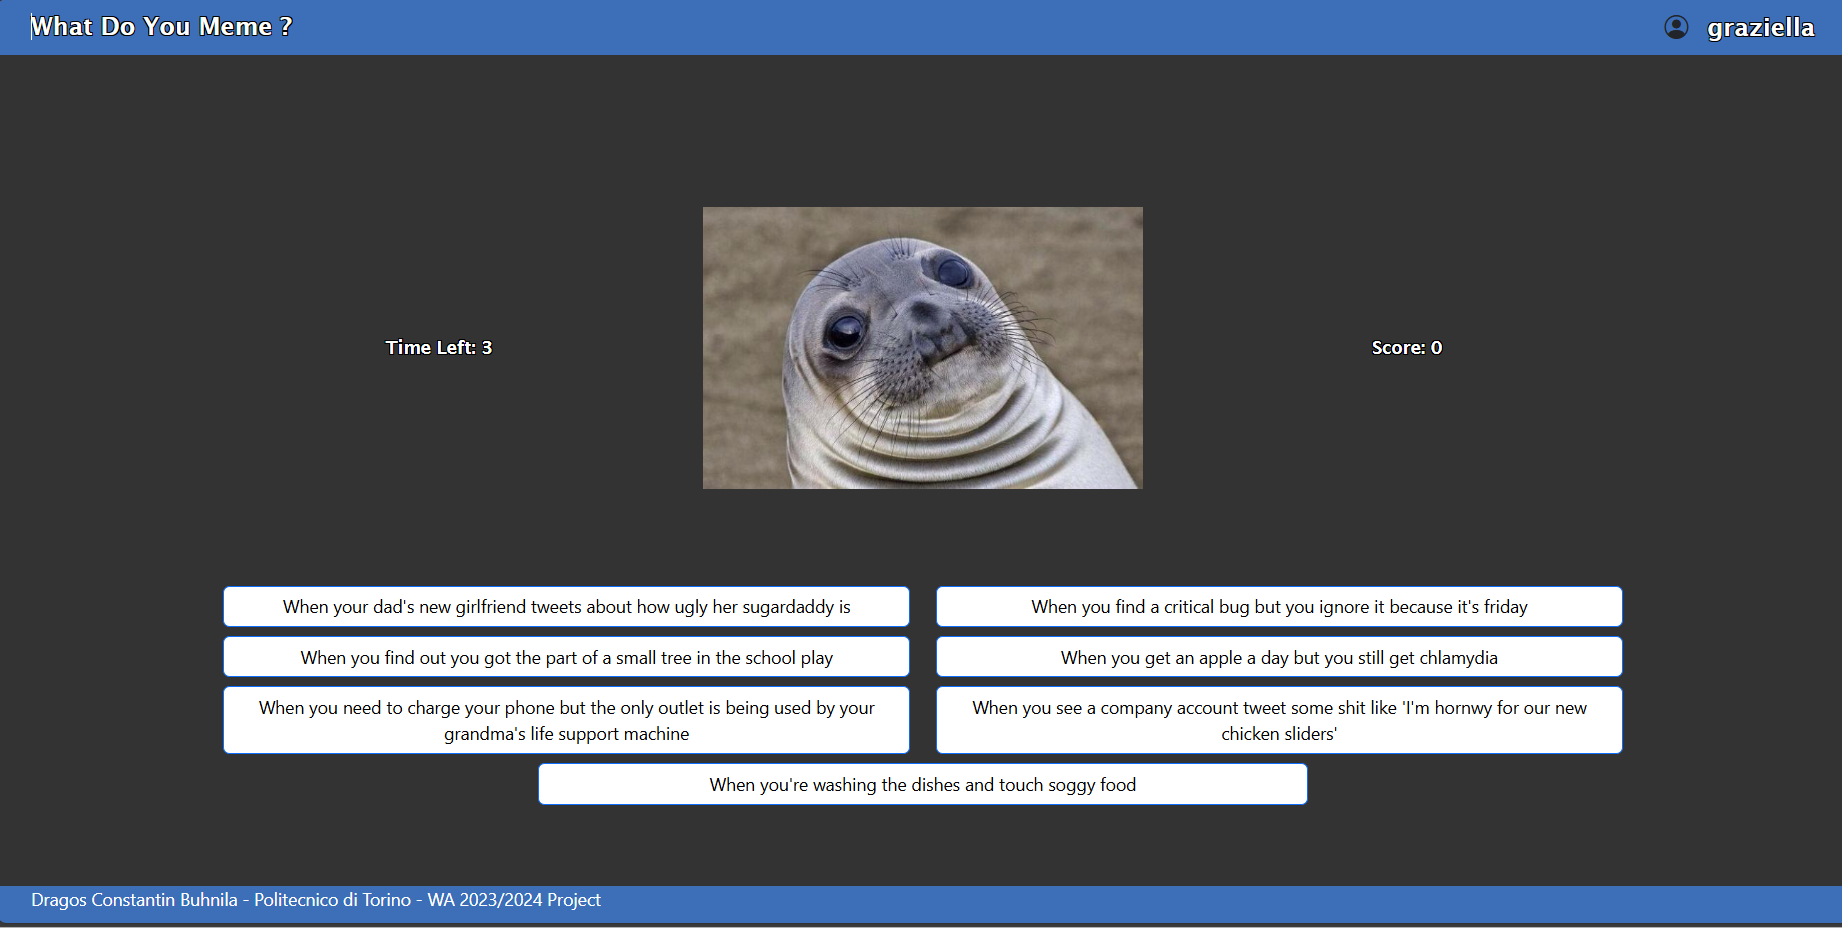 What Do You Meme ?
graziella
Time Left: 3
Score: 0
When your dad's new girlfriend tweets about how ugly her sugardaddy is
When you find a critical bug but you ignore it because it's friday
When you find out you got the part of a small tree in the school play
When you get an apple a day but you still get chlamydia
When you need to charge your phone but the only outlet is being used by your
grandma's life support machine
When you see a company account tweet some shit like 'I'm hornwy for our new
chicken sliders'
When you're washing the dishes and touch soggy food
Dragos Constantin Buhnila - Politecnico di Torino - WA 2023/2024 Project